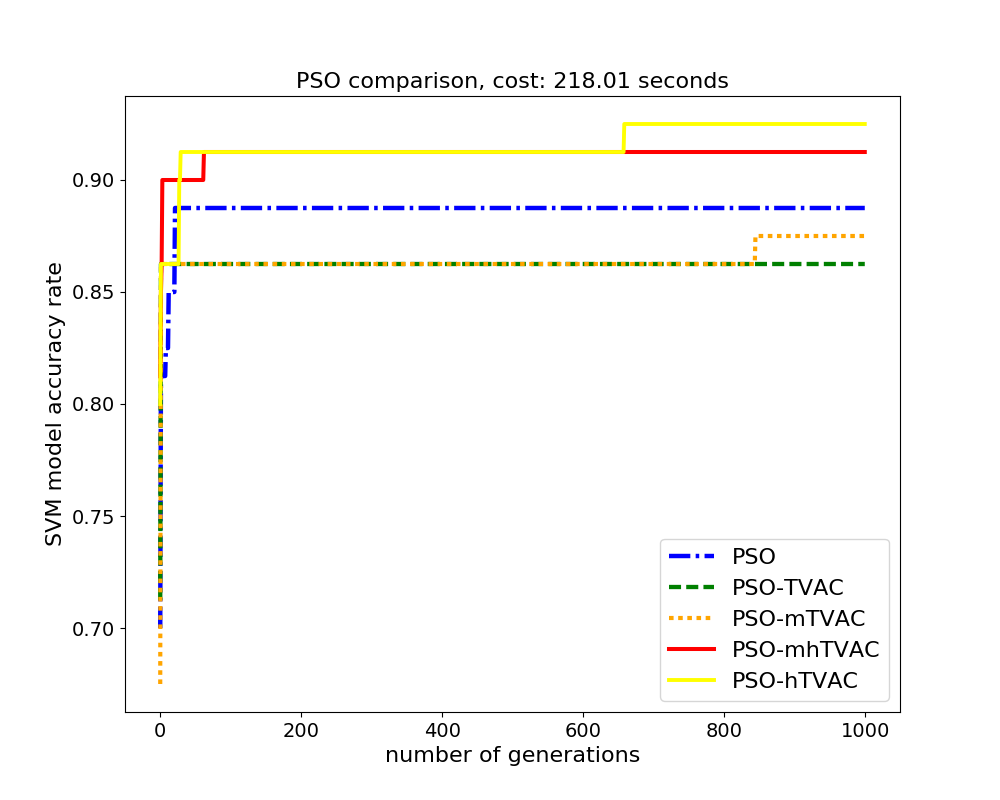 PSO comparison, cost: 218.01 seconds
SVM model accuracy rate
0.90
0.85
0.80
0.75
0.70
PSO
PSO-TVAC
PSO-mTVAC
PSO-mhTVAC
PSO-hTVAC
0 200 400 600 800 1000
number of generations